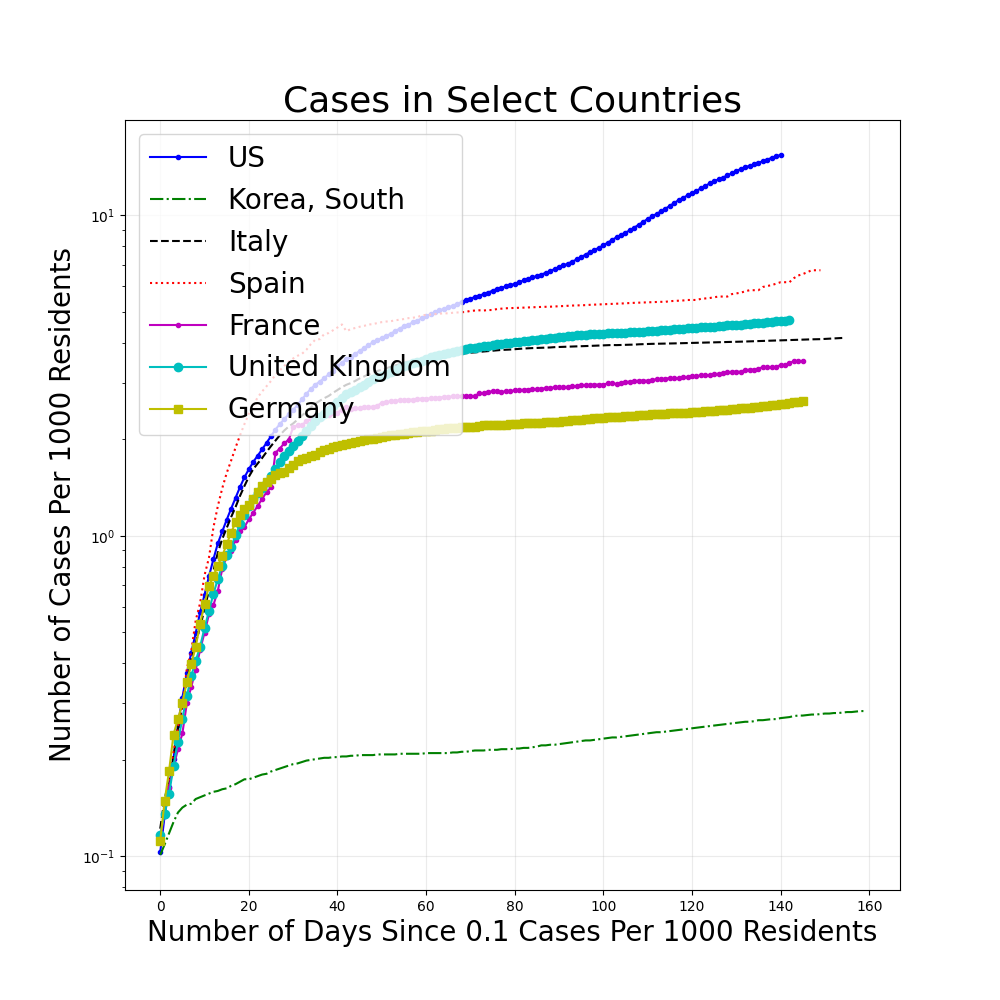 Cases in Select Countries
US
Korea, South
Italy
Spain
France
United Kingdom
Germany
Number of Cases Per 1000 Residents
10¹
10⁰
10⁻¹
0 20 40 60 80 100 120 140 160
Number of Days Since 0.1 Cases Per 1000 Residents